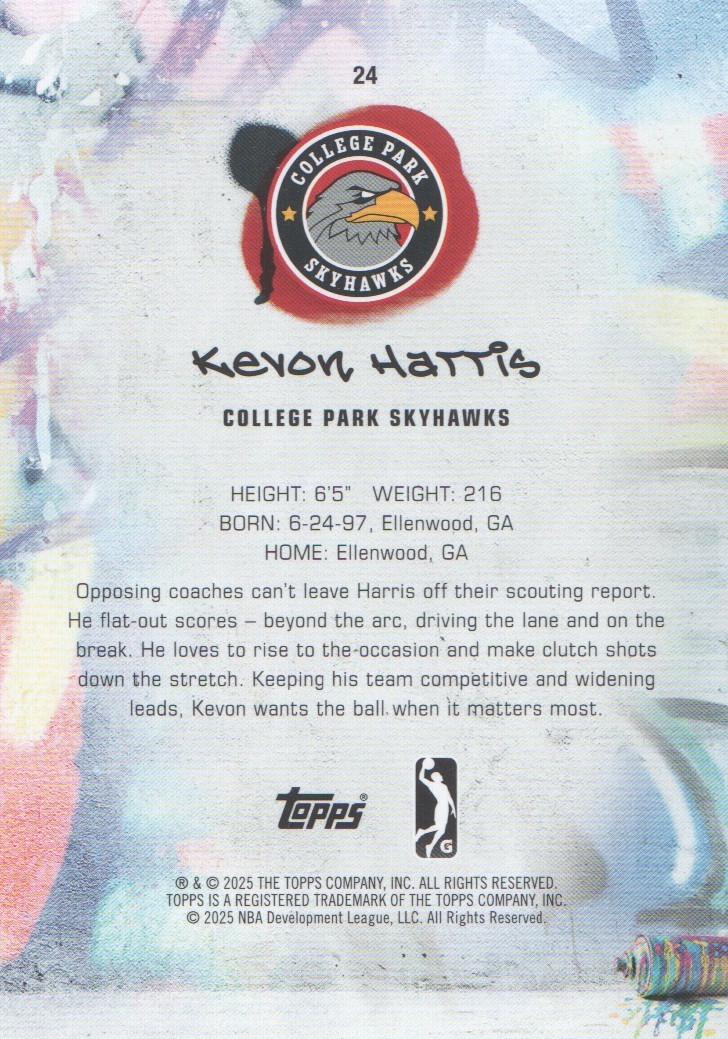 24
COLLEGE PARK
SKYHAWKS
Kevon Harris
COLLEGE PARK SKYHAWKS
HEIGHT: 6'5" WEIGHT: 216
BORN: 6-24-97, Ellenwood, GA
HOME: Ellenwood, GA
Opposing coaches can't leave Harris off their scouting report.
He flat-out scores – beyond the arc, driving the lane and on the
break. He loves to rise to the occasion and make clutch shots
down the stretch. Keeping his team competitive and widening
leads, Kevon wants the ball when it matters most.
Topps®
G
® & © 2025 THE TOPPS COMPANY, INC. ALL RIGHTS RESERVED.
TOPPS IS A REGISTERED TRADEMARK OF THE TOPPS COMPANY, INC.
© 2025 NBA Development League, LLC. All Rights Reserved.